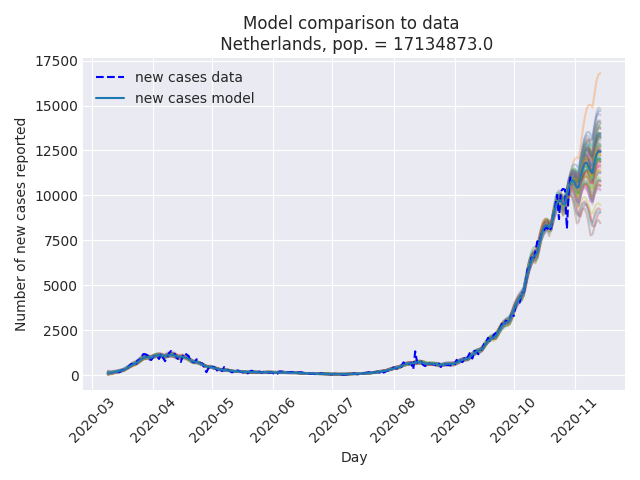 Model comparison to data
Netherlands, pop. = 17134873.0
new cases data
new cases model
17500
15000
12500
10000
7500
5000
2500
0
Number of new cases reported
2020-03
2020-04
2020-05
2020-06
2020-07
2020-08
2020-09
2020-10
2020-11
Day